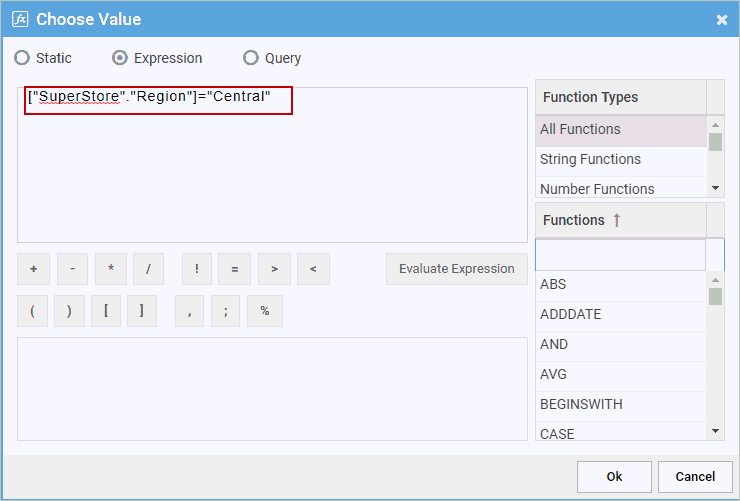 Choose Value
Static Expression Query
["SuperStore"."Region"]="Central"
Function Types
All Functions
String Functions
Number Functions
Functions ↑
+ - * / ! = > < Evaluate Expression
( ) [ ] , ; %
ABS
ADDDATE
AND
AVG
BEGINSWITH
CASE
Ok Cancel